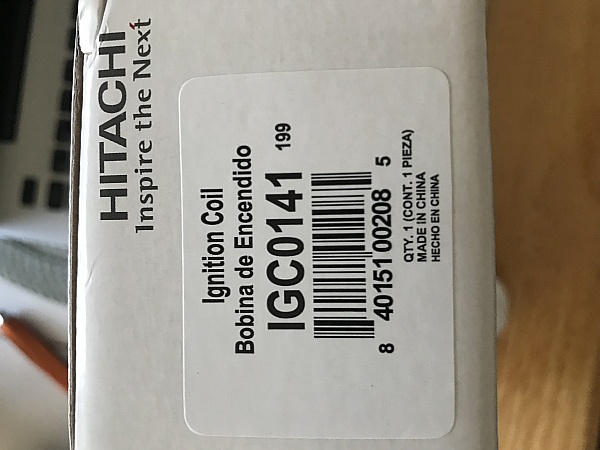 HITACHI
Inspire the Next
Ignition Coil
Bobina de Encendido
IGC0141 199
8 40151 00208 5
QTY. 1 (CONT. 1 PIEZA)
MADE IN CHINA
HECHO EN CHINA